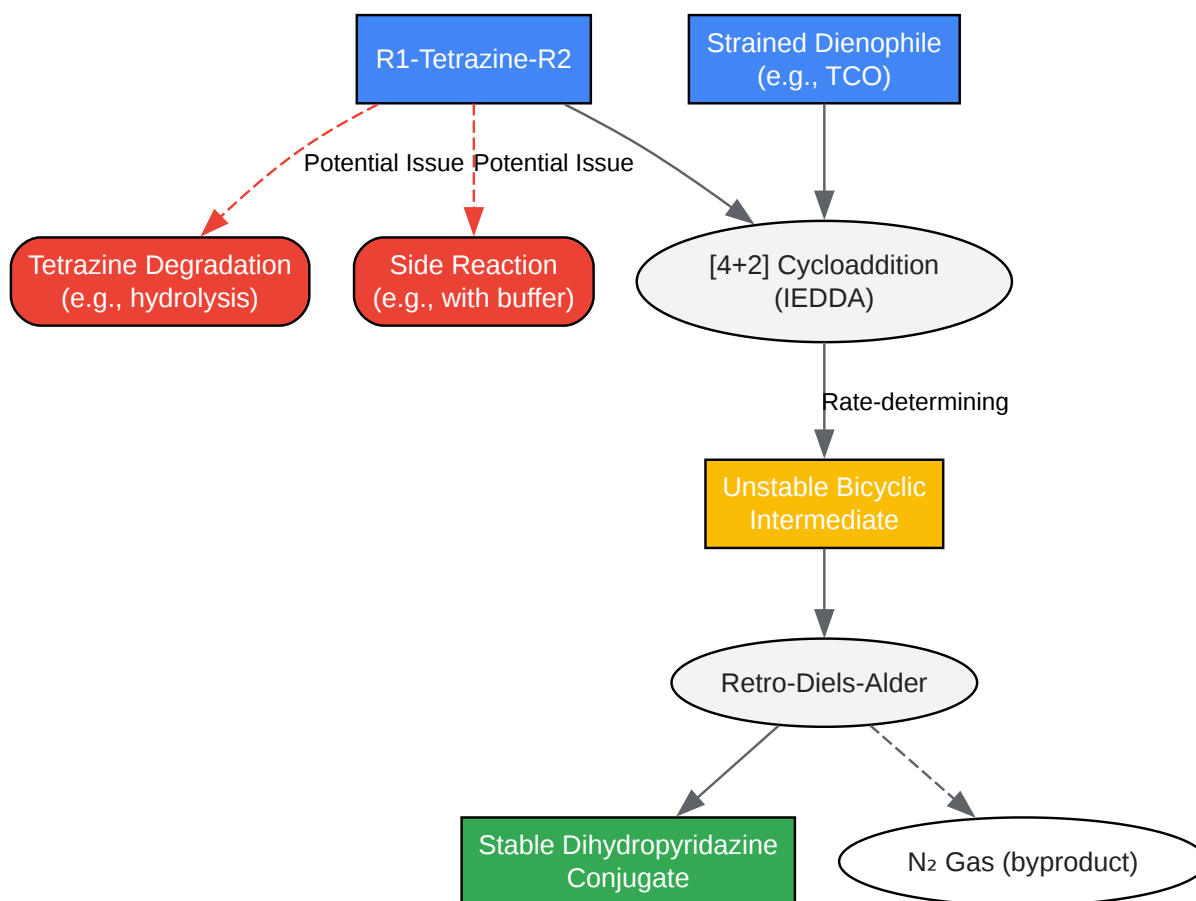 R1-Tetrazine-R2
Strained Dienophile
(e.g., TCO)
Potential Issue
Potential Issue
Tetrazine Degradation
(e.g., hydrolysis)
Side Reaction
(e.g., with buffer)
[4+2] Cycloaddition
(IEDDA)
Rate-determining
Unstable Bicyclic
Intermediate
Retro-Diels-Alder
Stable Dihydropyridazine
Conjugate
N₂ Gas (byproduct)